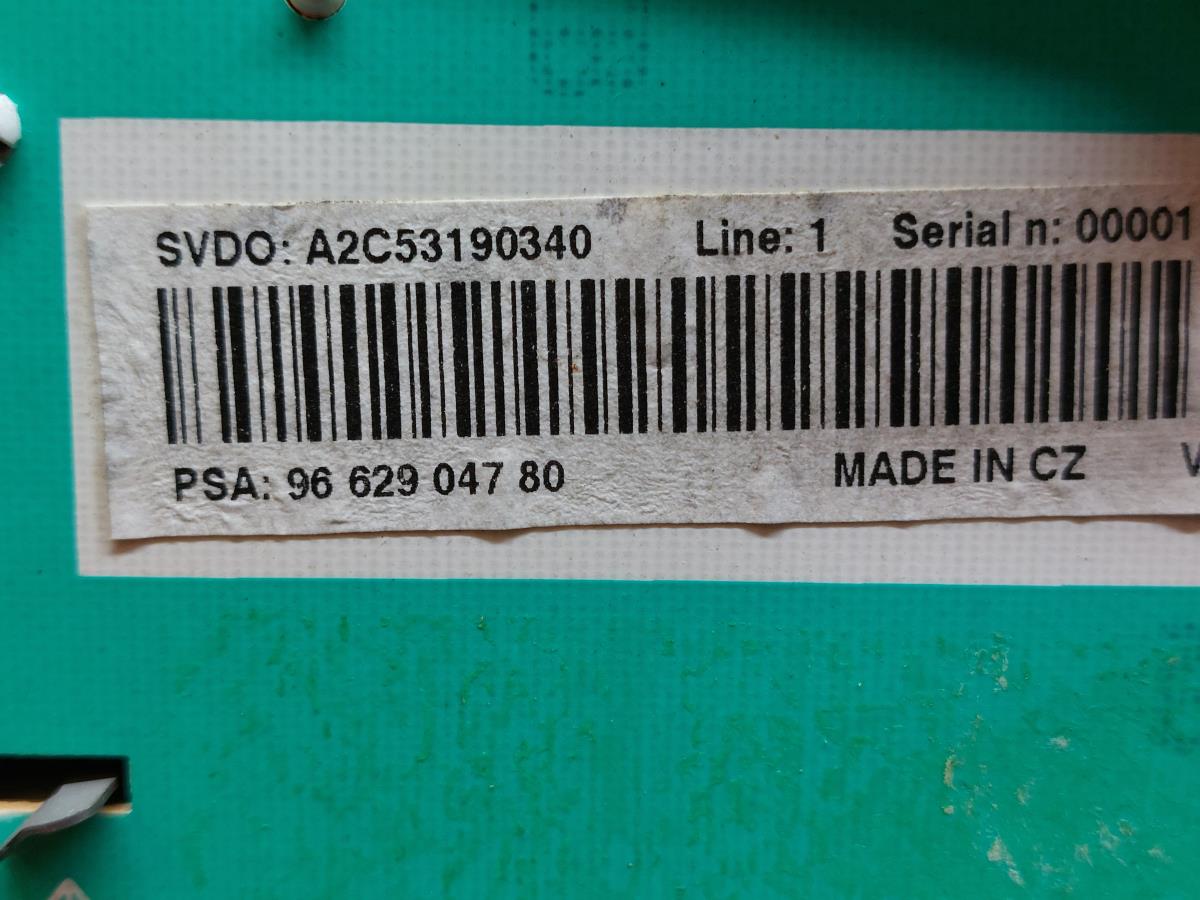 SVDO: A2C53190340 Line: 1 Serial n: 00001
PSA: 96 629 047 80 MADE IN CZ